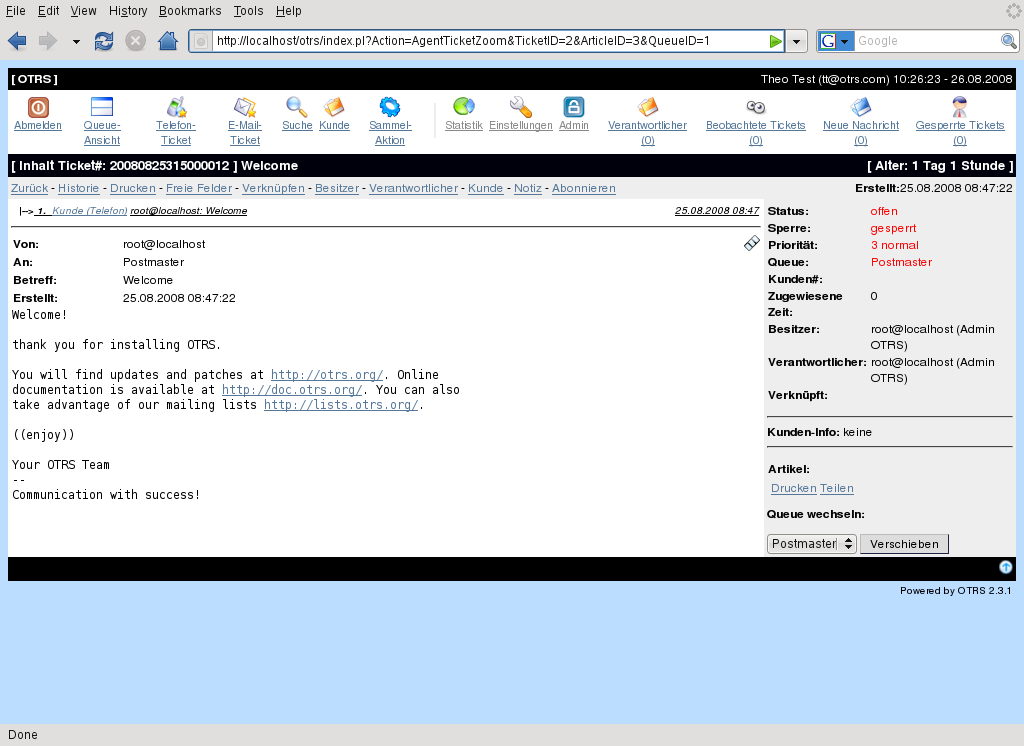 File Edit View History Bookmarks Tools Help
http://localhost/otrs/index.pl?Action=AgentTicketZoom&TicketID=2&ArticleID=3&QueueID=1
G Google
[ OTRS ] Theo Test (tt@otrs.com) 10:26:23 - 26.08.2008
Abmelden Queue-Ansicht Telefon-Ticket E-Mail-Ticket Suche Kunde Sammel-Aktion Statistik Einstellungen Admin Verantwortlicher (0) Beobachtete Tickets (0) Neue Nachricht (0) Gesperrte Tickets (0)
[ Inhalt Ticket#: 20080825315000012 ] Welcome [ Alter: 1 Tag 1 Stunde ]
Zurück - Historie - Drucken - Freie Felder - Verknüpfen - Besitzer - Verantwortlicher - Kunde - Notiz - Abonnieren Erstellt:25.08.2008 08:47:22
|--> 1. Kunde (Telefon) root@localhost: Welcome 25.08.2008 08:47
Von: root@localhost
An: Postmaster
Betreff: Welcome
Erstellt: 25.08.2008 08:47:22
Welcome!
thank you for installing OTRS.
You will find updates and patches at http://otrs.org/. Online
documentation is available at http://doc.otrs.org/. You can also
take advantage of our mailing lists http://lists.otrs.org/.
((enjoy))
Your OTRS Team
--
Communication with success!
Status: offen
Sperre: gesperrt
Priorität: 3 normal
Queue: Postmaster
Kunden#:
Zugewiesene Zeit: 0
Besitzer: root@localhost (Admin OTRS)
Verantwortlicher: root@localhost (Admin OTRS)
Verknüpft:
Kunden-Info: keine
Artikel:
Drucken Teilen
Queue wechseln:
Postmaster Verschieben
Powered by OTRS 2.3.1
Done